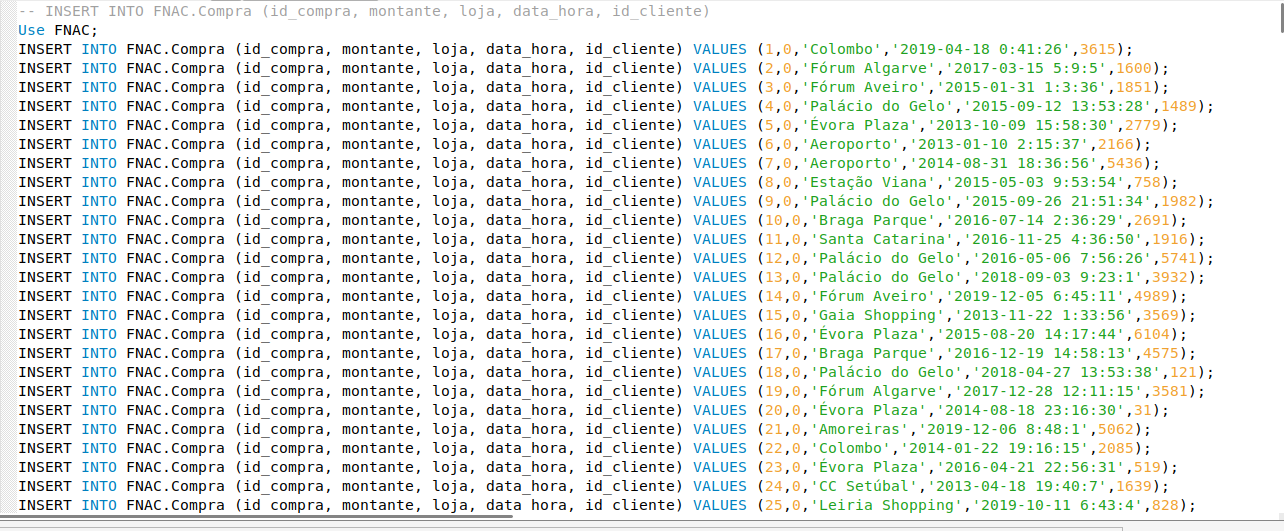 -- INSERT INTO FNAC.Compra (id_compra, montante, loja, data_hora, id_cliente)
Use FNAC;
INSERT INTO FNAC.Compra (id_compra, montante, loja, data_hora, id_cliente) VALUES (1,0,'Colombo','2019-04-18 0:41:26',3615);
INSERT INTO FNAC.Compra (id_compra, montante, loja, data_hora, id_cliente) VALUES (2,0,'Fórum Algarve','2017-03-15 5:9:5',1600);
INSERT INTO FNAC.Compra (id_compra, montante, loja, data_hora, id_cliente) VALUES (3,0,'Fórum Aveiro','2015-01-31 1:3:36',1851);
INSERT INTO FNAC.Compra (id_compra, montante, loja, data_hora, id_cliente) VALUES (4,0,'Palácio do Gelo','2015-09-12 13:53:28',1489);
INSERT INTO FNAC.Compra (id_compra, montante, loja, data_hora, id_cliente) VALUES (5,0,'Évora Plaza','2013-10-09 15:58:30',2779);
INSERT INTO FNAC.Compra (id_compra, montante, loja, data_hora, id_cliente) VALUES (6,0,'Aeroporto','2013-01-10 2:15:37',2166);
INSERT INTO FNAC.Compra (id_compra, montante, loja, data_hora, id_cliente) VALUES (7,0,'Aeroporto','2014-08-31 18:36:56',5436);
INSERT INTO FNAC.Compra (id_compra, montante, loja, data_hora, id_cliente) VALUES (8,0,'Estação Viana','2015-05-03 9:53:54',758);
INSERT INTO FNAC.Compra (id_compra, montante, loja, data_hora, id_cliente) VALUES (9,0,'Palácio do Gelo','2015-09-26 21:51:34',1982);
INSERT INTO FNAC.Compra (id_compra, montante, loja, data_hora, id_cliente) VALUES (10,0,'Braga Parque','2016-07-14 2:36:29',2691);
INSERT INTO FNAC.Compra (id_compra, montante, loja, data_hora, id_cliente) VALUES (11,0,'Santa Catarina','2016-11-25 4:36:50',1916);
INSERT INTO FNAC.Compra (id_compra, montante, loja, data_hora, id_cliente) VALUES (12,0,'Palácio do Gelo','2016-05-06 7:56:26',5741);
INSERT INTO FNAC.Compra (id_compra, montante, loja, data_hora, id_cliente) VALUES (13,0,'Palácio do Gelo','2018-09-03 9:23:1',3932);
INSERT INTO FNAC.Compra (id_compra, montante, loja, data_hora, id_cliente) VALUES (14,0,'Fórum Aveiro','2019-12-05 6:45:11',4989);
INSERT INTO FNAC.Compra (id_compra, montante, loja, data_hora, id_cliente) VALUES (15,0,'Gaia Shopping','2013-11-22 1:33:56',3569);
INSERT INTO FNAC.Compra (id_compra, montante, loja, data_hora, id_cliente) VALUES (16,0,'Évora Plaza','2015-08-20 14:17:44',6104);
INSERT INTO FNAC.Compra (id_compra, montante, loja, data_hora, id_cliente) VALUES (17,0,'Braga Parque','2016-12-19 14:58:13',4575);
INSERT INTO FNAC.Compra (id_compra, montante, loja, data_hora, id_cliente) VALUES (18,0,'Palácio do Gelo','2018-04-27 13:53:38',121);
INSERT INTO FNAC.Compra (id_compra, montante, loja, data_hora, id_cliente) VALUES (19,0,'Fórum Algarve','2017-12-28 12:11:15',3581);
INSERT INTO FNAC.Compra (id_compra, montante, loja, data_hora, id_cliente) VALUES (20,0,'Évora Plaza','2014-08-18 23:16:30',31);
INSERT INTO FNAC.Compra (id_compra, montante, loja, data_hora, id_cliente) VALUES (21,0,'Amoreiras','2019-12-06 8:48:1',5062);
INSERT INTO FNAC.Compra (id_compra, montante, loja, data_hora, id_cliente) VALUES (22,0,'Colombo','2014-01-22 19:16:15',2085);
INSERT INTO FNAC.Compra (id_compra, montante, loja, data_hora, id_cliente) VALUES (23,0,'Évora Plaza','2016-04-21 22:56:31',519);
INSERT INTO FNAC.Compra (id_compra, montante, loja, data_hora, id_cliente) VALUES (24,0,'CC Setúbal','2013-04-18 19:40:7',1639);
INSERT INTO FNAC.Compra (id_compra, montante, loja, data_hora, id_cliente) VALUES (25,0,'Leiria Shopping','2019-10-11 6:43:4',828);